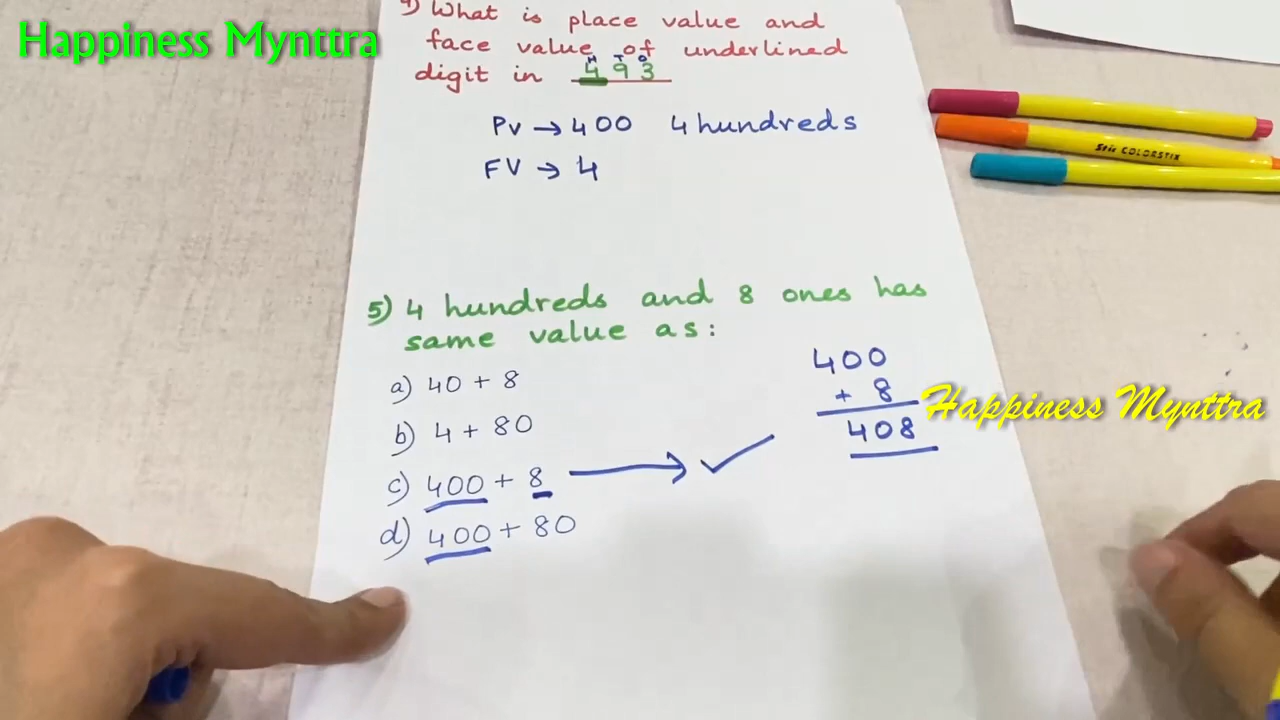 Happiness Mynttra
4) What is place value and
face value of underlined
H T O
digit in 493
PV → 400 4 hundreds
FV → 4
Stic COLORSTIX
5) 4 hundreds and 8 ones has
same value as:
a) 40 + 8
b) 4 + 80
c) 400 + 8 → ✓
d) 400 + 80
400
+ 8
408
Happiness Mynttra